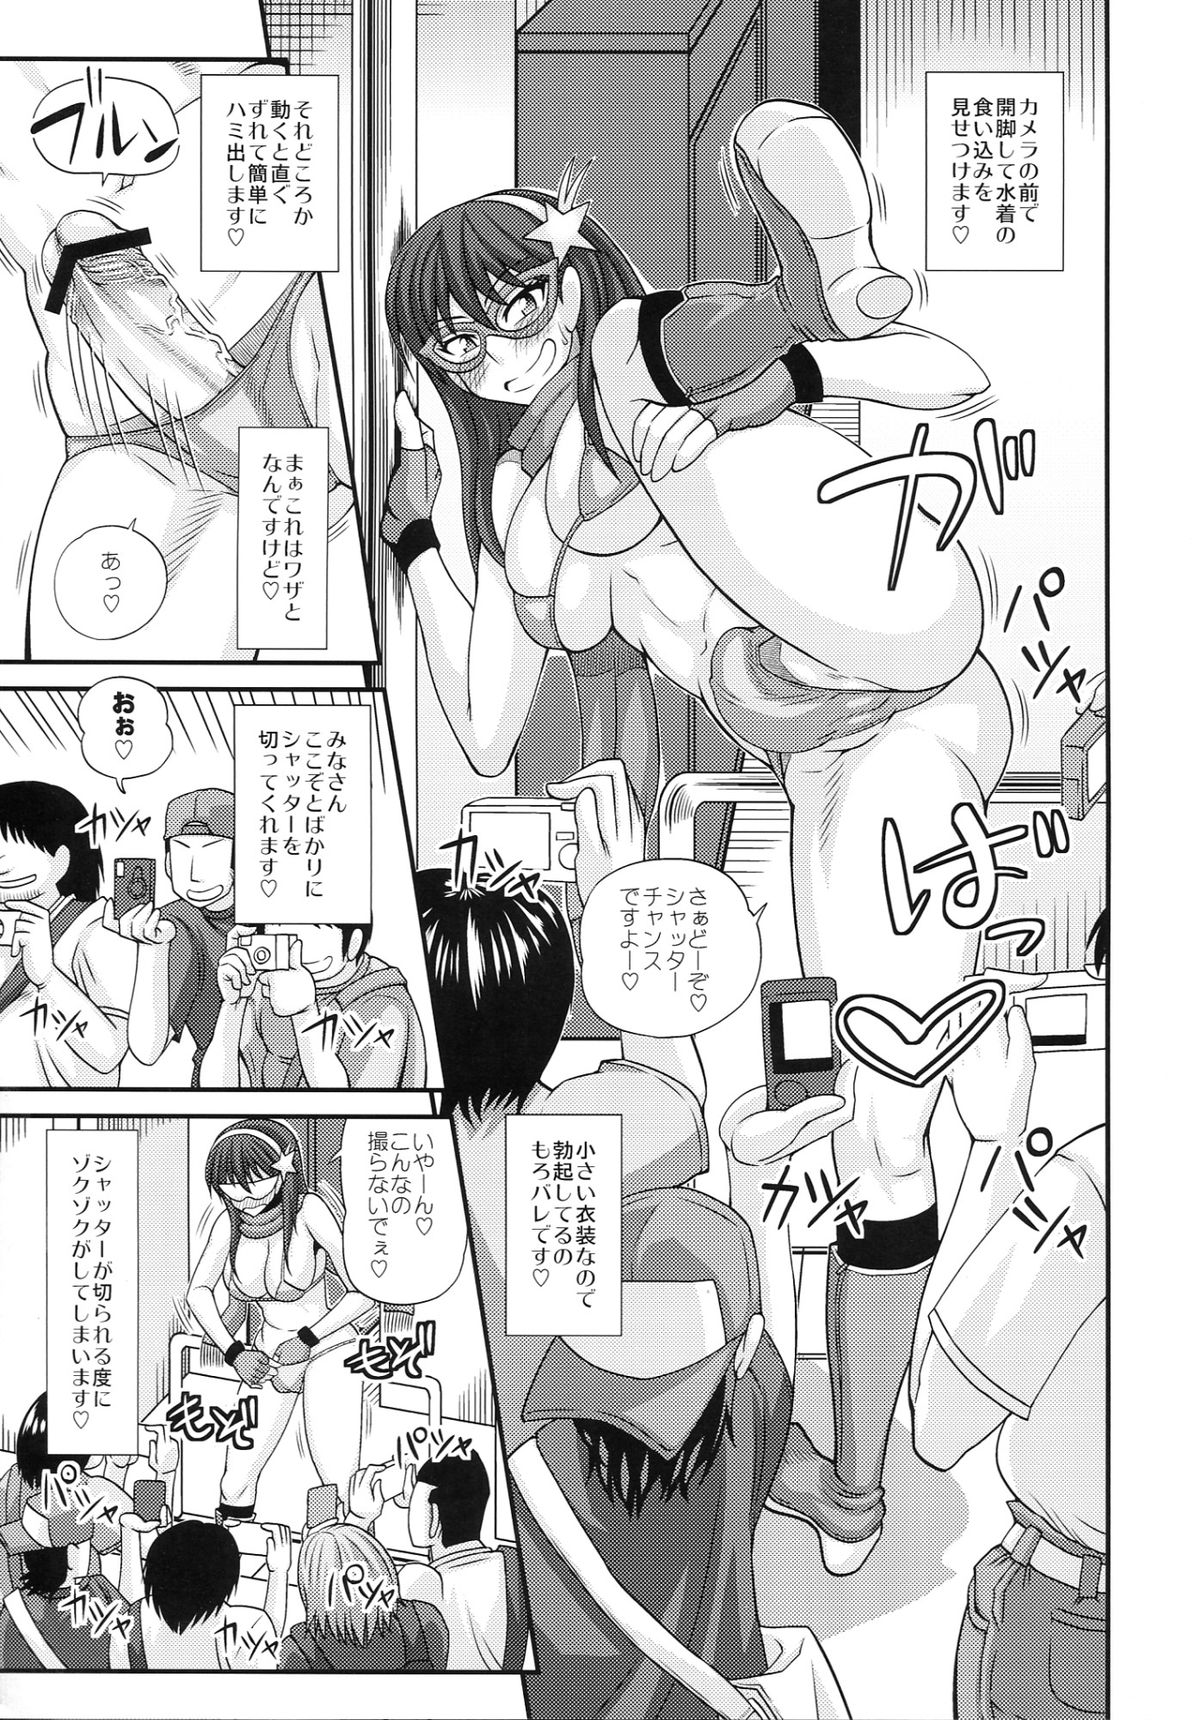 カメラの前で
開脚して水着の
食い込みを
見せつけます♡
ガバっ
パシャ
さぁどーぞ♡
シャッター
チャンス
ですよー♡
小さい衣装なので
勃起してるの
もろバレです♡
カシャ
カシャ
それどころか
動くと直ぐ
ずれて簡単に
ハミ出します♡
ブルン
まぁこれはワザと
なんですけど♡
あっ♡
みなさん
ここぞとばかりに
シャッターを
切ってくれます♡
おぉ♡
カシャ
カシャ
カシャ
いやーん♡
こんなの
撮らないでぇ♡
もぞ
もぞ
シャッターが切られる度に
ゾクゾクがしてしまいます♡
パシャ
パシャ
カシャ
パシャ
カシャ